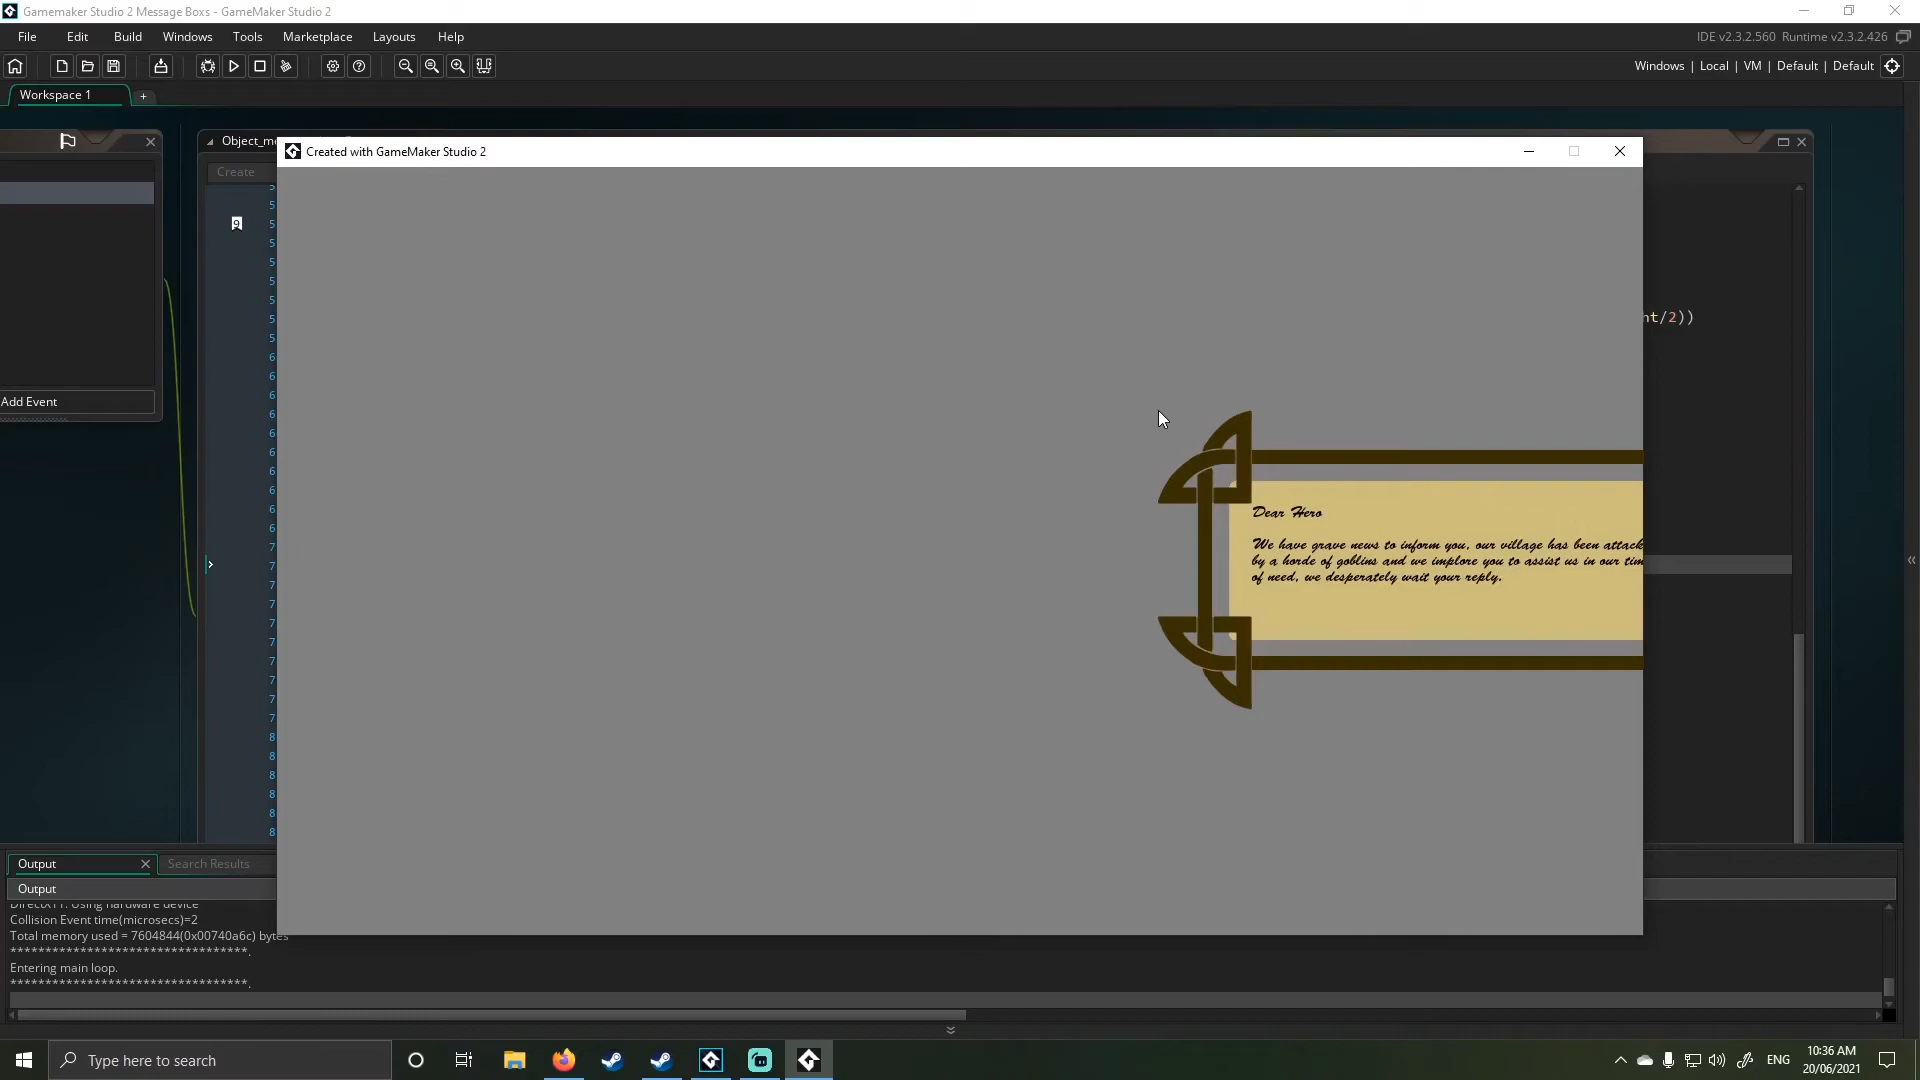 Gamemaker Studio 2 Message Boxs - GameMaker Studio 2
File Edit Build Windows Tools Marketplace Layouts Help
IDE v2.3.2.560 Runtime v2.3.2.426
Windows | Local | VM | Default | Default
Workspace 1 +
Object_me
Created with GameMaker Studio 2
Create
nt/2))
Add Event
Dear Hero
We have grave news to inform you, our village has been attack
by a horde of goblins and we implore you to assist us in our tim
of need, we desperately wait your reply.
Output Search Results
Output
DirectX11: Using hardware device
Collision Event time(microsecs)=2
Total memory used = 7604844(0x00740a6c) bytes
**********************************.
Entering main loop.
**********************************.
Type here to search
ENG
10:36 AM
20/06/2021